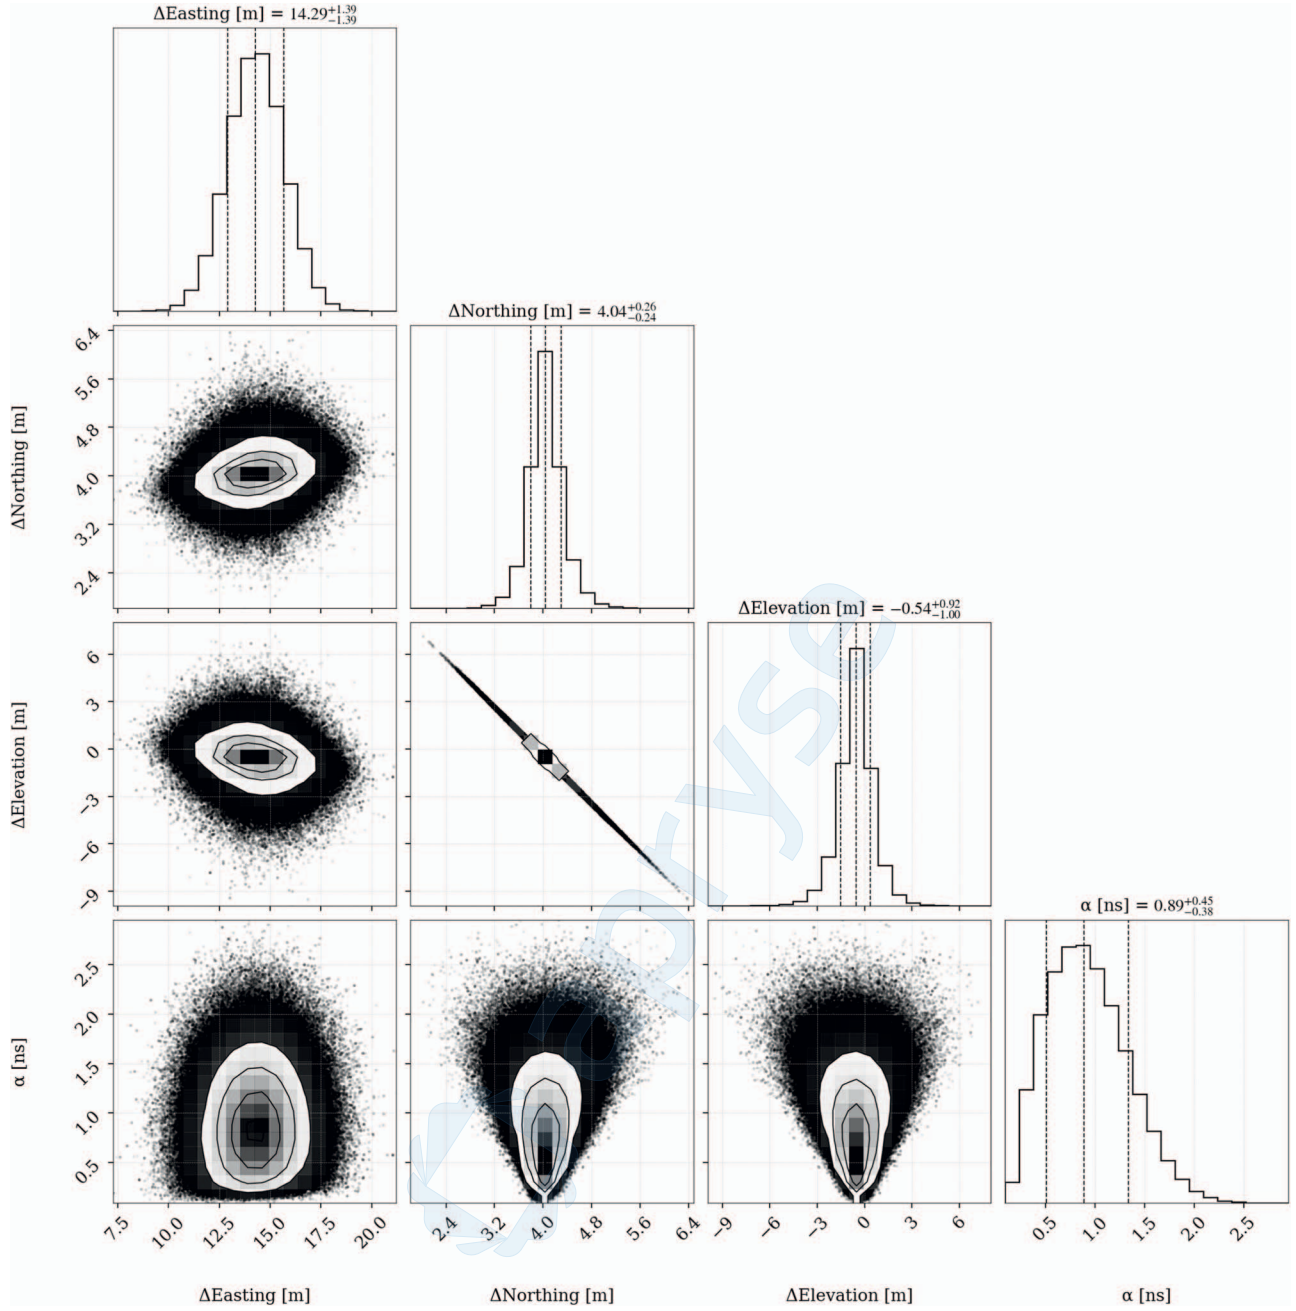 ΔEasting [m] = 14.29+1.39 −1.39
ΔNorthing [m] = 4.04+0.26 −0.24
6.4
5.6
4.8
4.0
3.2
2.4
ΔNorthing [m]
ΔElevation [m] = −0.54+0.92 −1.00
6
3
0
−3
−6
−9
ΔElevation [m]
α [ns] = 0.89+0.45 −0.38
2.5
2.0
1.5
1.0
0.5
α [ns]
7.5 10.0 12.5 15.0 17.5 20.0 2.4 3.2 4.0 4.8 5.6 6.4 −9 −6 −3 0 3 6 0.5 1.0 1.5 2.0 2.5
ΔEasting [m] ΔNorthing [m] ΔElevation [m] α [ns]